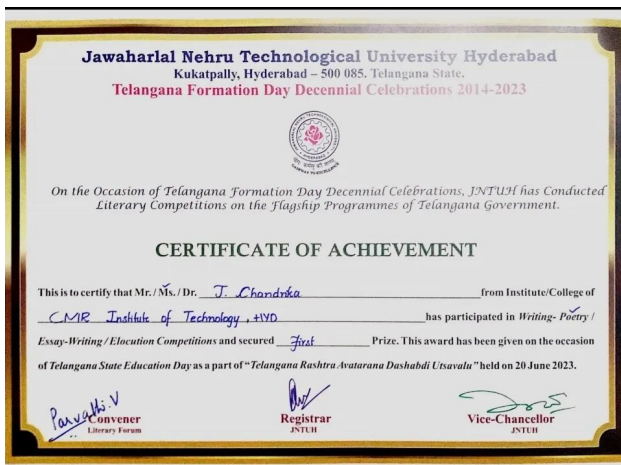 Jawaharlal Nehru Technological University Hyderabad
Kukatpally, Hyderabad – 500 085. Telangana State.
Telangana Formation Day Decennial Celebrations 2014-2023
On the Occasion of Telangana Formation Day Decennial Celebrations, JNTUH has Conducted
Literary Competitions on the Flagship Programmes of Telangana Government.
CERTIFICATE OF ACHIEVEMENT
This is to certify that Mr. / Ms. / Dr. J. Chandrika from Institute/College of
CMR Institute of Technology, HYD has participated in Writing- Poetry /
Essay-Writing / Elocution Competitions and secured First Prize. This award has been given on the occasion
of Telangana State Education Day as a part of "Telangana Rashtra Avatarana Dashabdi Utsavalu" held on 20 June 2023.
Parvathi. V
Convener
Literary Forum
Registrar
JNTUH
Vice-Chancellor
JNTUH